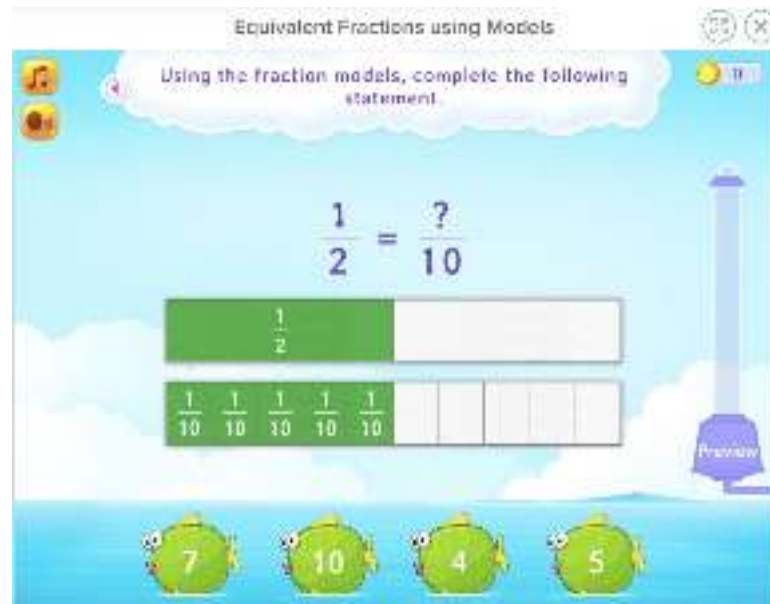 Equivalent Fractions using Models
Using the fraction models, complete the following
statement.
1/2 = ?/10
1/2
1/10 1/10 1/10 1/10 1/10
Preview
7 10 4 5